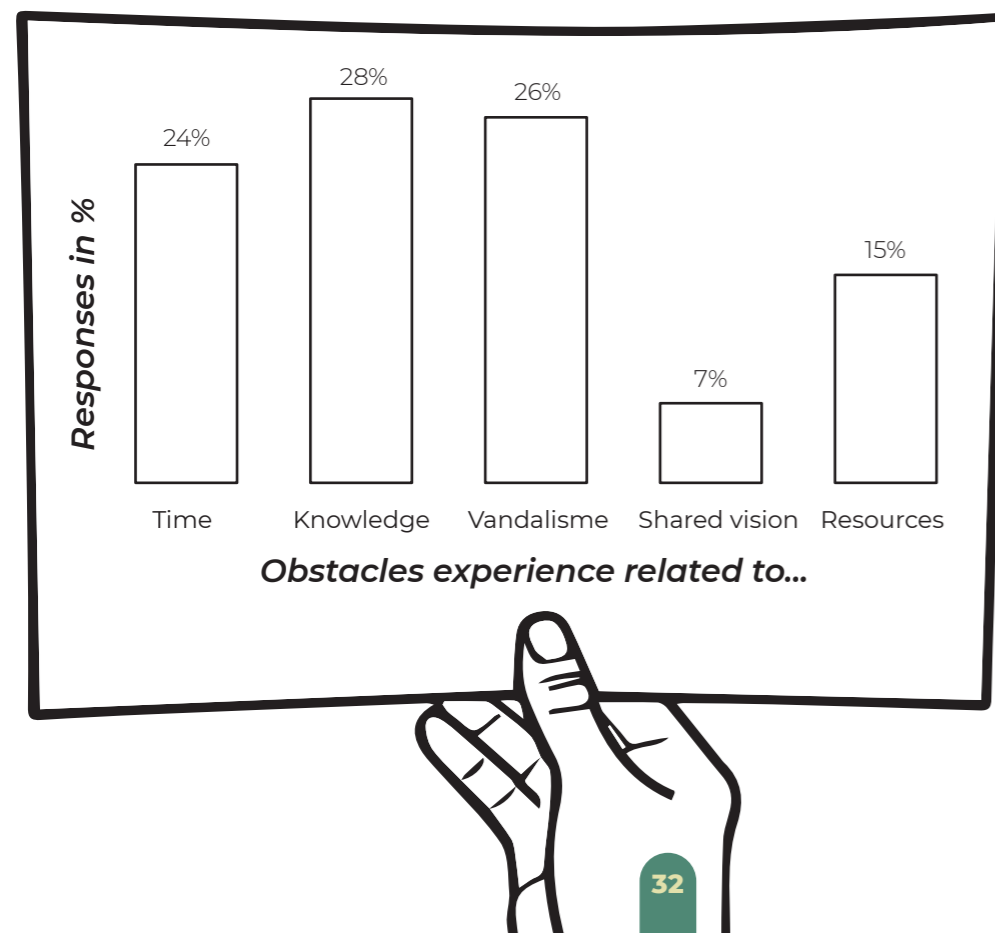 28%
26%
24%
15%
7%
Responses in %
Time Knowledge Vandalisme Shared vision Resources
Obstacles experience related to...
32